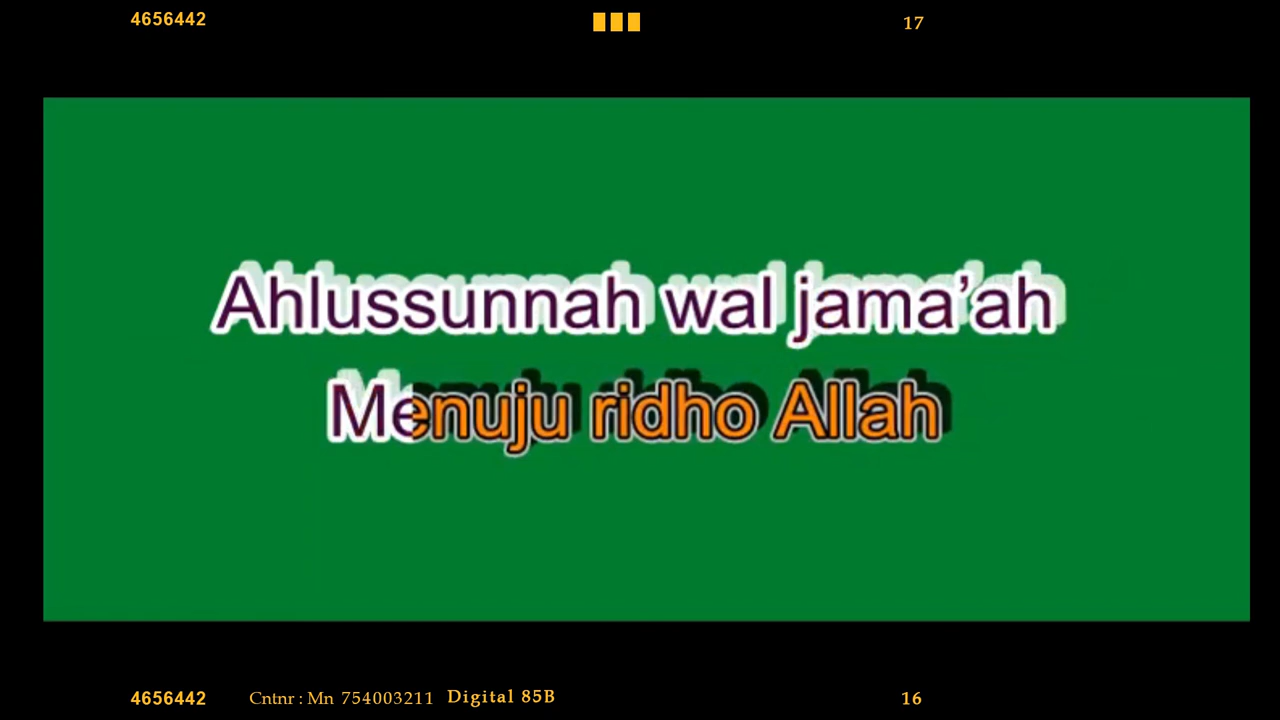 4656442 17
Ahlussunnah wal jama’ah
Menuju ridho Allah
4656442 Cntnr : Mn 754003211 Digital 85B 16